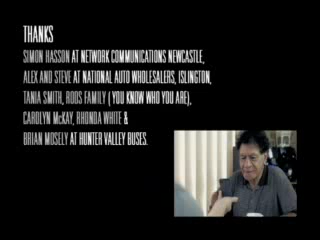 THANKS
SIMON HASSON AT NETWORK COMMUNICATIONS NEWCASTLE,
ALEX AND STEVE AT NATIONAL AUTO WHOLESALERS, ISLINGTON,
TANIA SMITH, ROOS FAMILY ( YOU KNOW WHO YOU ARE),
CAROLYN MCKAY, RHONDA WHITE &
BRIAN MOSELY AT HUNTER VALLEY BUSES.